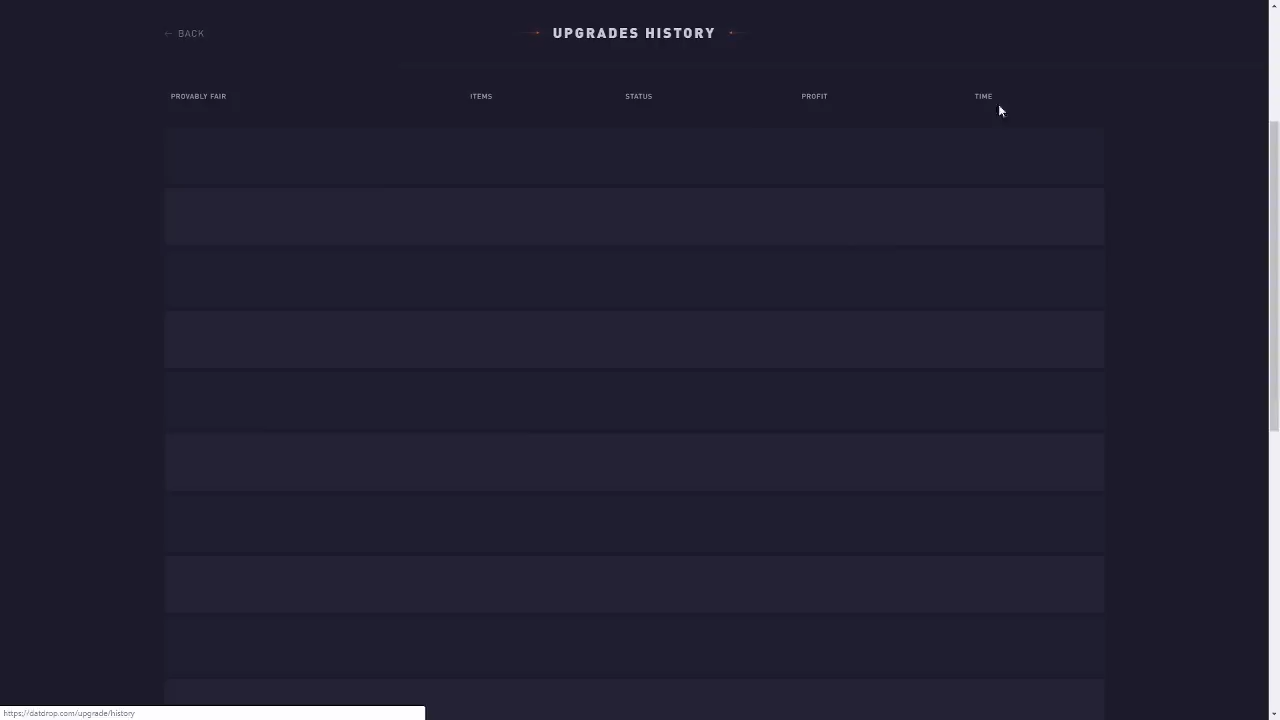 ← BACK
UPGRADES HISTORY
PROVABLY FAIR ITEMS STATUS PROFIT TIME
https://datdrop.com/upgrade/history